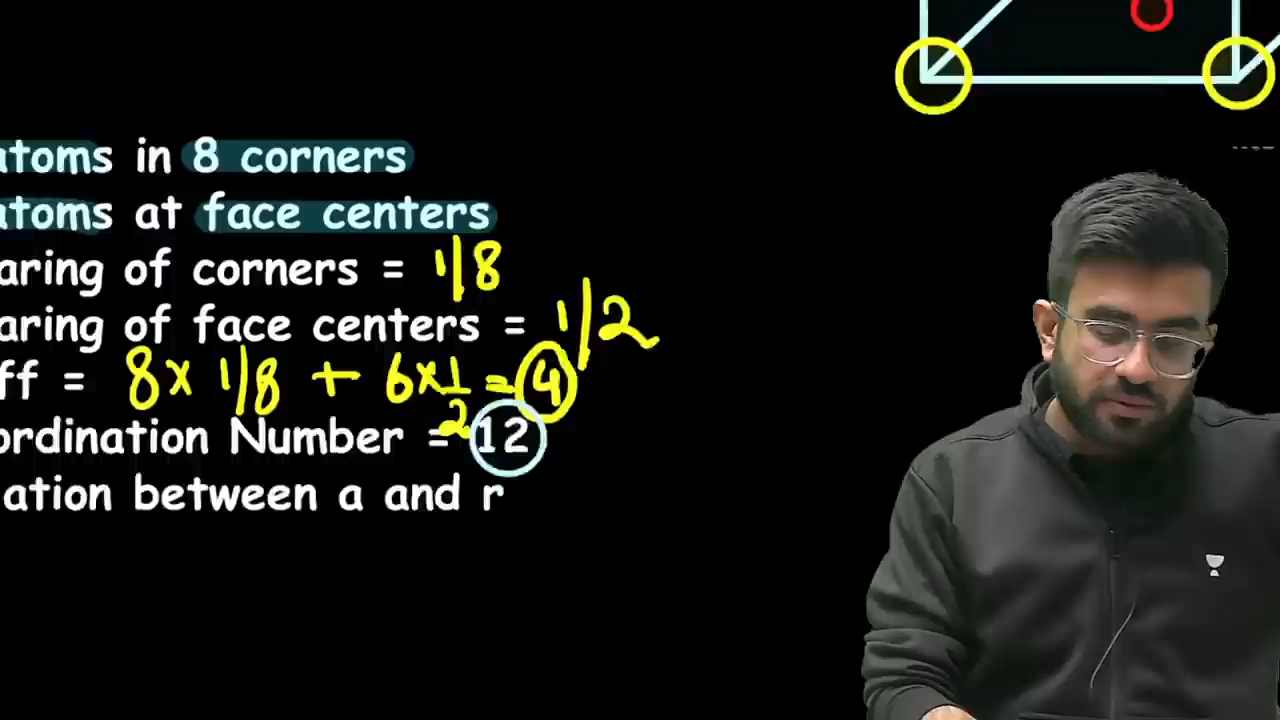 atoms in 8 corners
atoms at face centers
aring of corners = 1/8
aring of face centers = 1/2
ff = 8 × 1/8 + 6 × 1/2 = 4
ordination Number = 12
ation between a and r